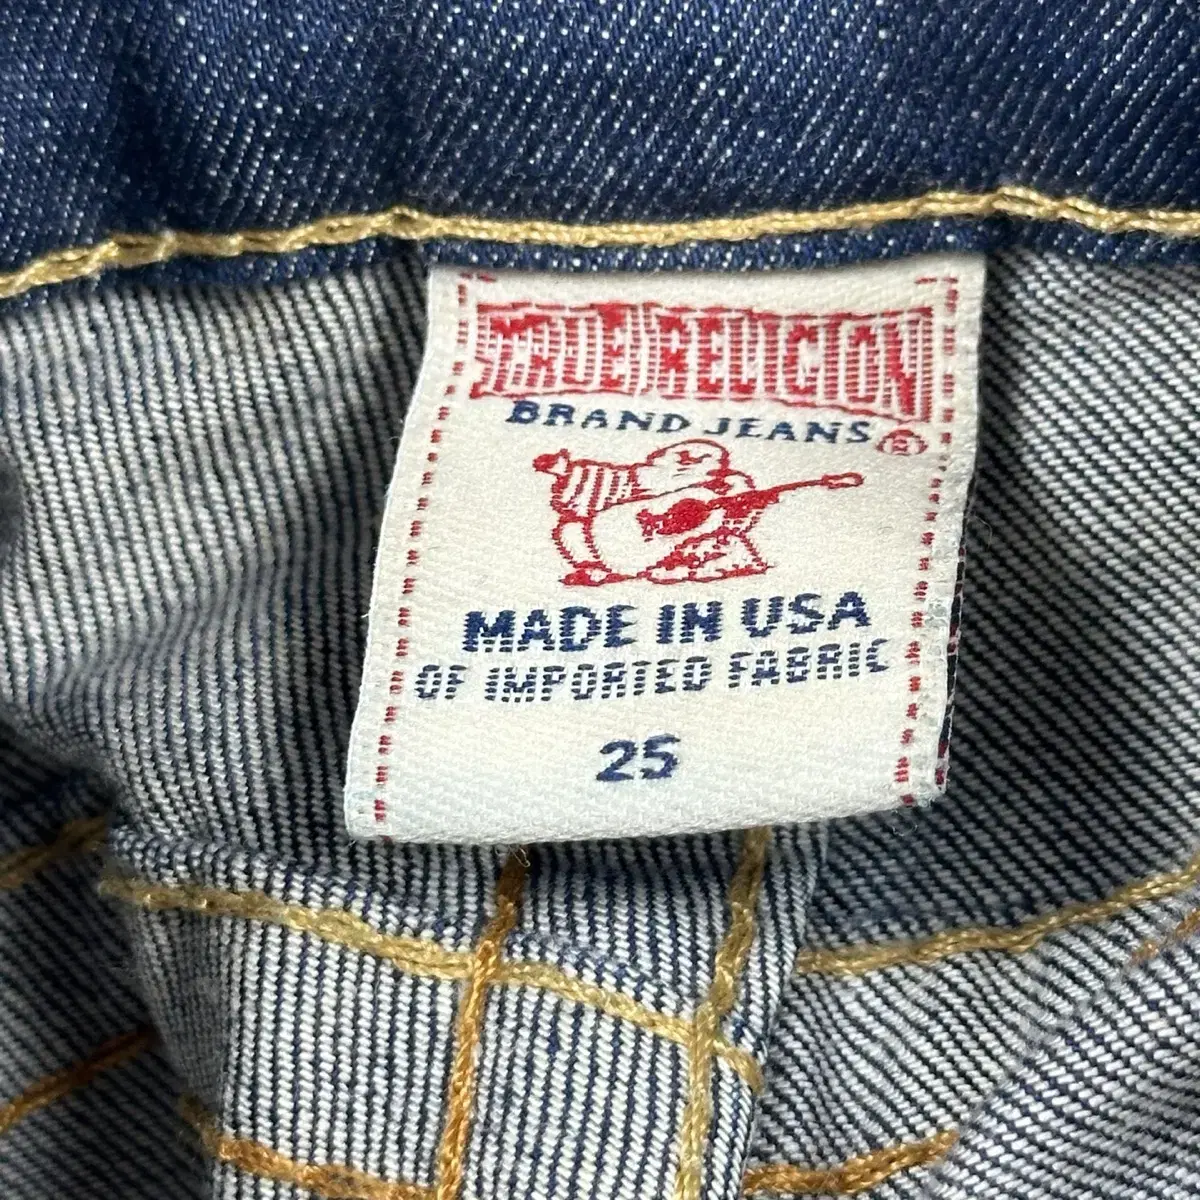 TRUE RELIGION
BRAND JEANS ®
MADE IN USA
OF IMPORTED FABRIC
25